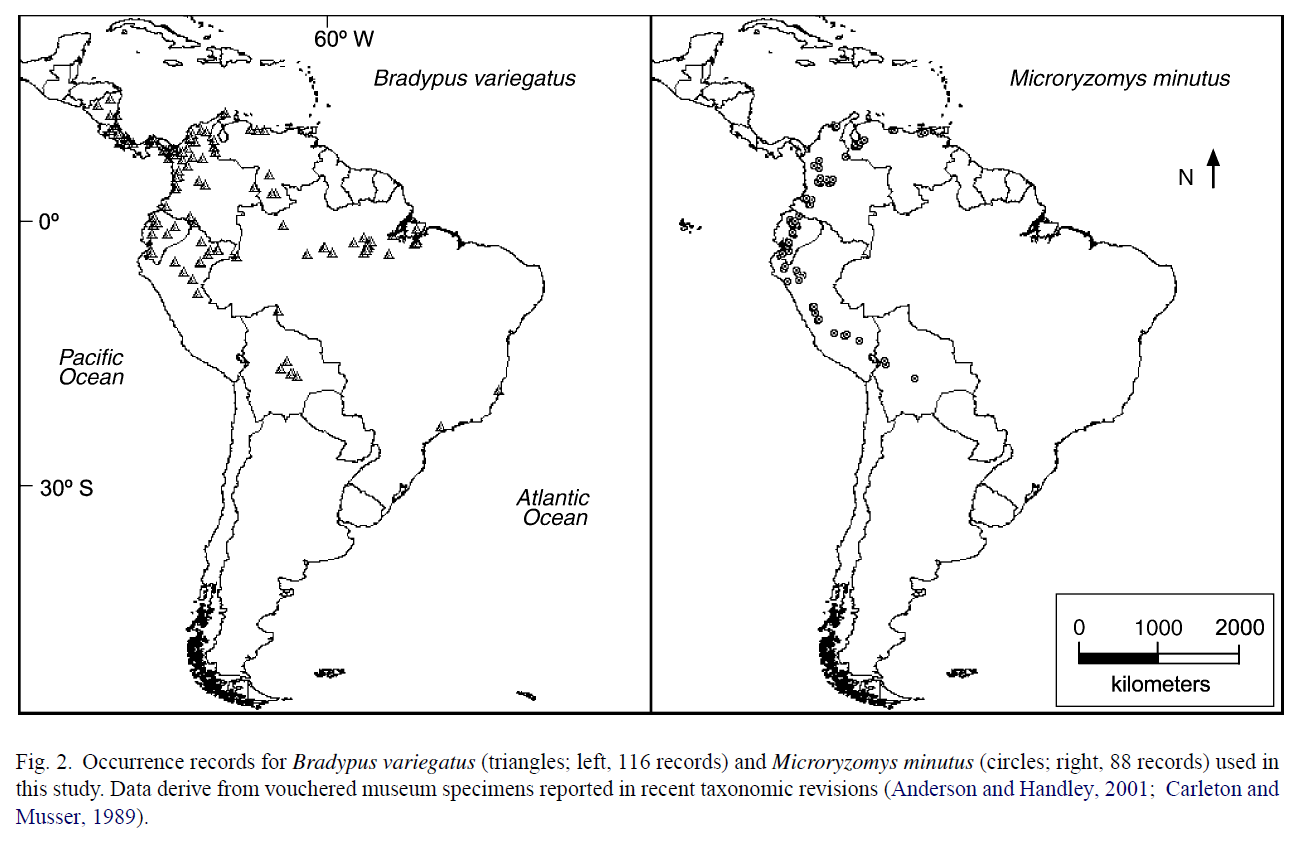 60º W
Bradypus variegatus
Microryzomys minutus
N
0º
Pacific
Ocean
30º S
Atlantic
Ocean
0 1000 2000
kilometers
Fig. 2. Occurrence records for Bradypus variegatus (triangles; left, 116 records) and Microryzomys minutus (circles; right, 88 records) used in
this study. Data derive from vouchered museum specimens reported in recent taxonomic revisions (Anderson and Handley, 2001; Carleton and
Musser, 1989).